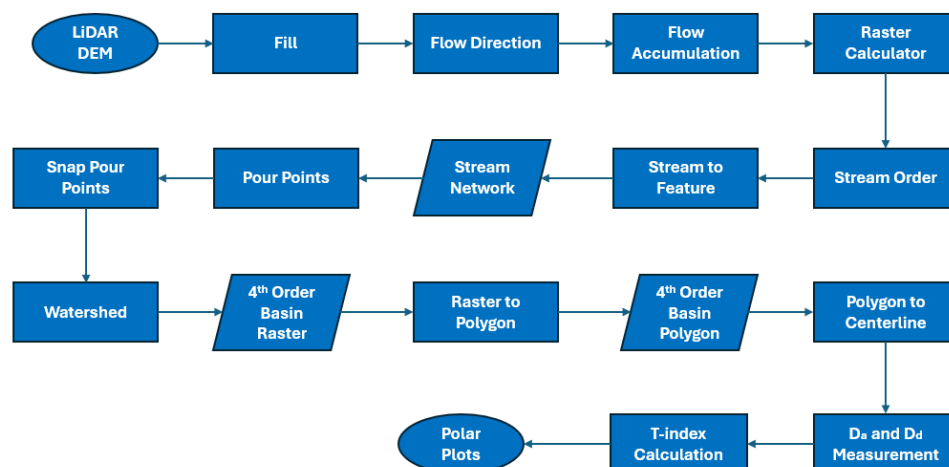 LiDAR
DEM
Fill
Flow Direction
Flow
Accumulation
Raster
Calculator
Snap Pour
Points
Pour Points
Stream
Network
Stream to
Feature
Stream Order
Watershed
4th Order
Basin
Raster
Raster to
Polygon
4th Order
Basin
Polygon
Polygon to
Centerline
Polar
Plots
T-index
Calculation
Da and Dd
Measurement